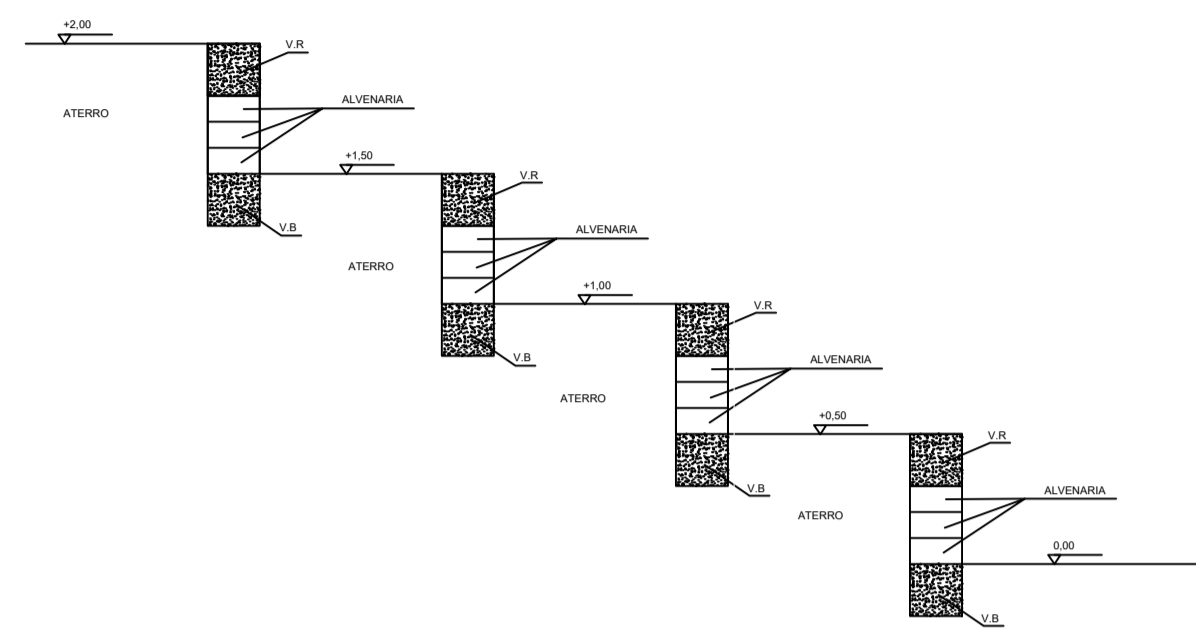 +2,00
V.R
ALVENARIA
ATERRO
+1,50
V.R
V.B
ALVENARIA
ATERRO
+1,00
V.R
V.B
ALVENARIA
ATERRO
+0,50
V.R
V.B
ALVENARIA
ATERRO
0,00
V.B